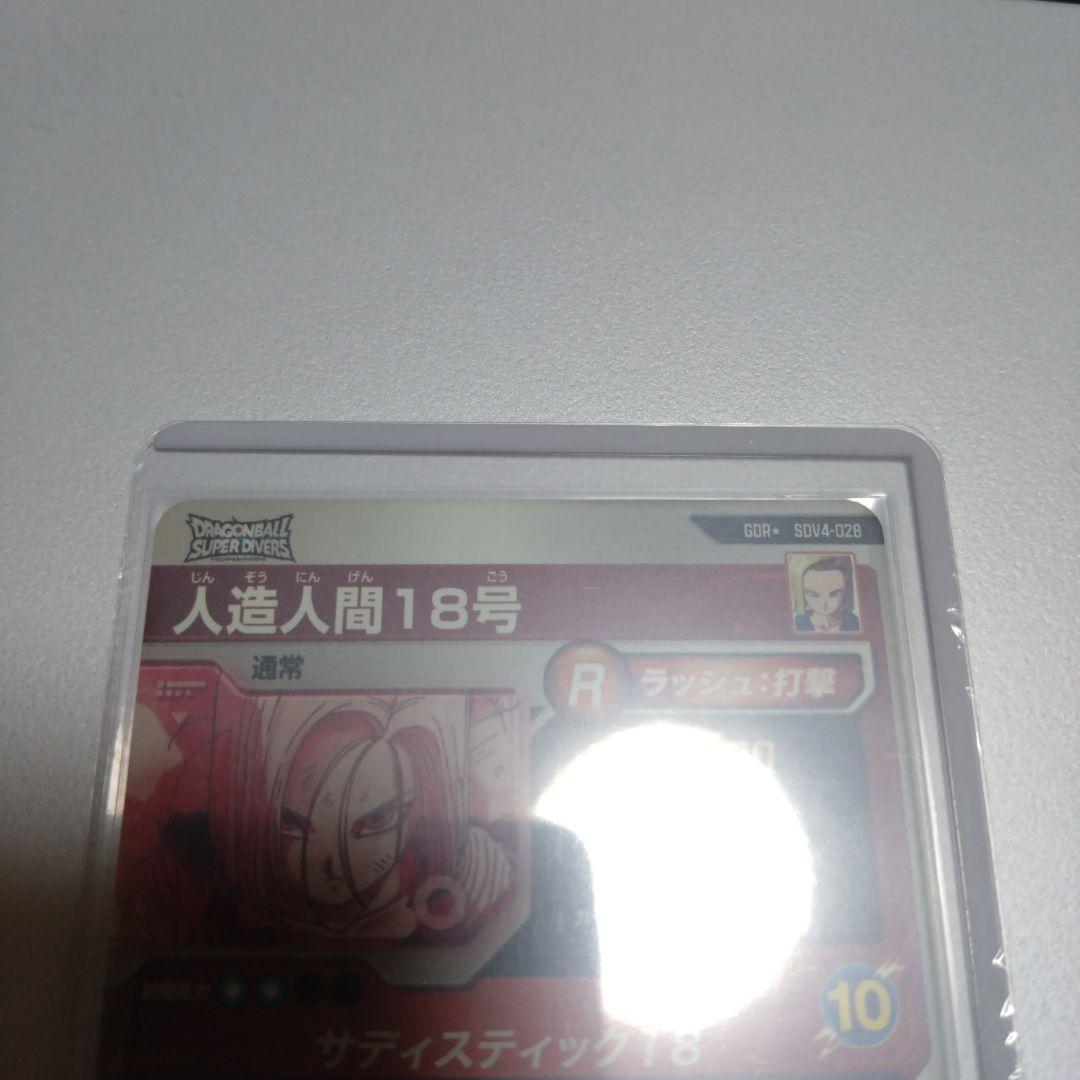 DRAGONBALL
SUPER DIVERS
GDR★ SDV4-028
じん ぞう にん げん ごう
人造人間18号
通常
R ラッシュ:打撃
10
サディスティック18